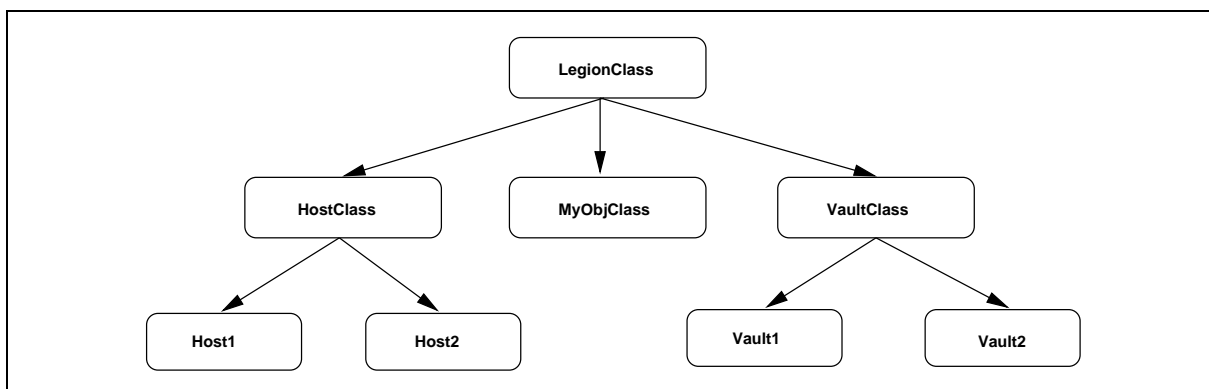 LegionClass
HostClass
MyObjClass
VaultClass
Host1
Host2
Vault1
Vault2